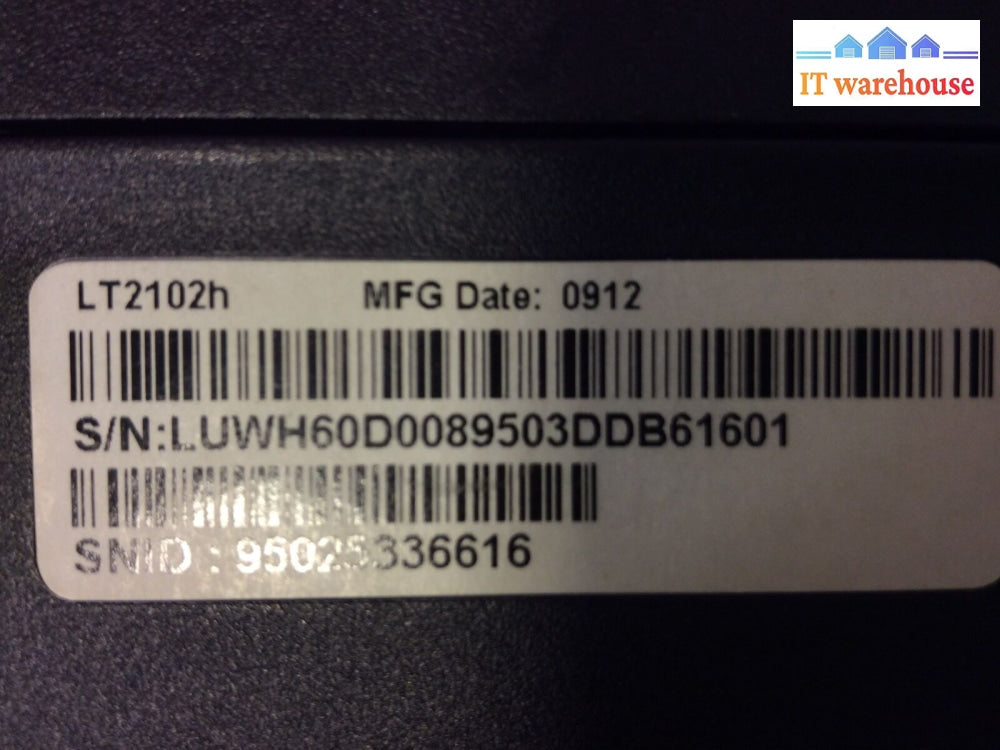 IT warehouse
LT2102h MFG Date: 0912
S/N:LUWH60D0089503DDB61601
SNID : 95025336616